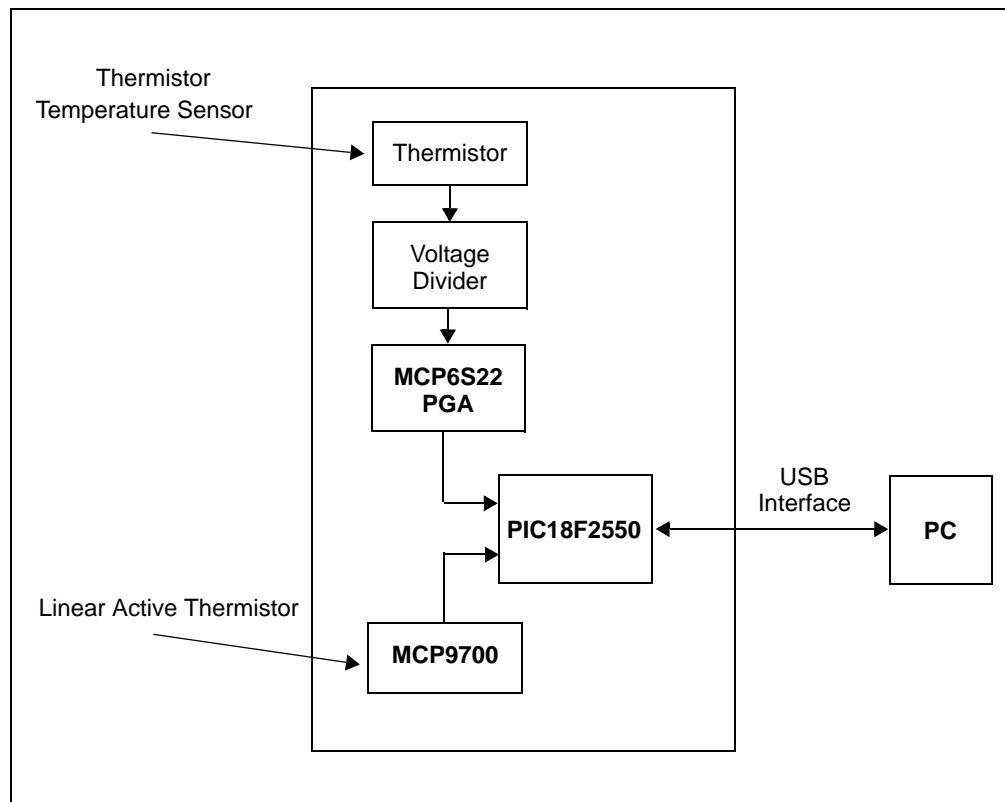 Thermistor
Temperature Sensor
Thermistor
Voltage
Divider
MCP6S22
PGA
PIC18F2550
USB
Interface
PC
Linear Active Thermistor
MCP9700